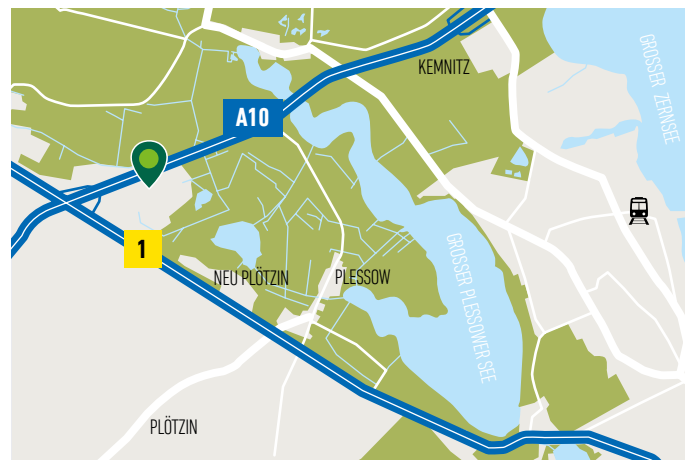 KEMNITZ
GROSSER ZERNSEE
A10
1
NEU PLÖTZIN
PLESSOW
GROSSER PLESSOWER SEE
PLÖTZIN